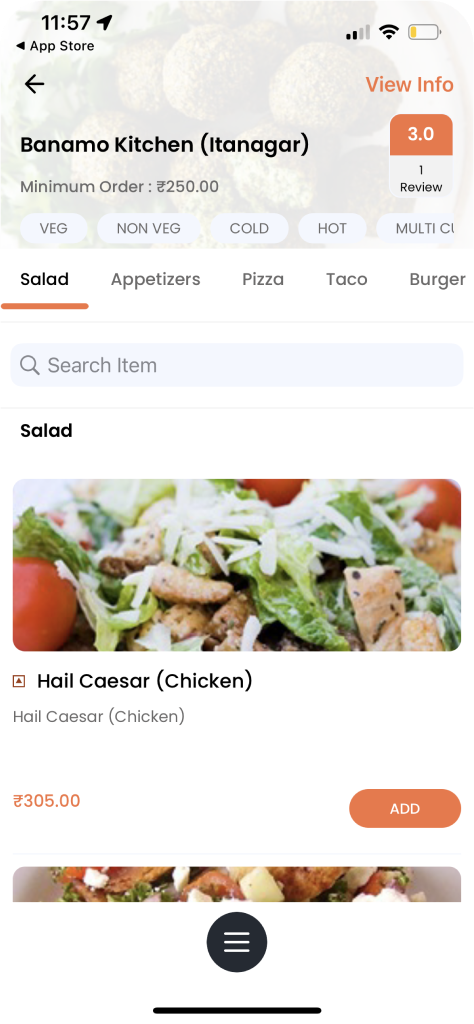 11:57
◀ App Store
View Info
Banamo Kitchen (Itanagar)
3.0
Minimum Order : ₹250.00
1
Review
VEG
NON VEG
COLD
HOT
MULTI CU
Salad
Appetizers
Pizza
Taco
Burger
Search Item
Salad
Hail Caesar (Chicken)
Hail Caesar (Chicken)
₹305.00
ADD